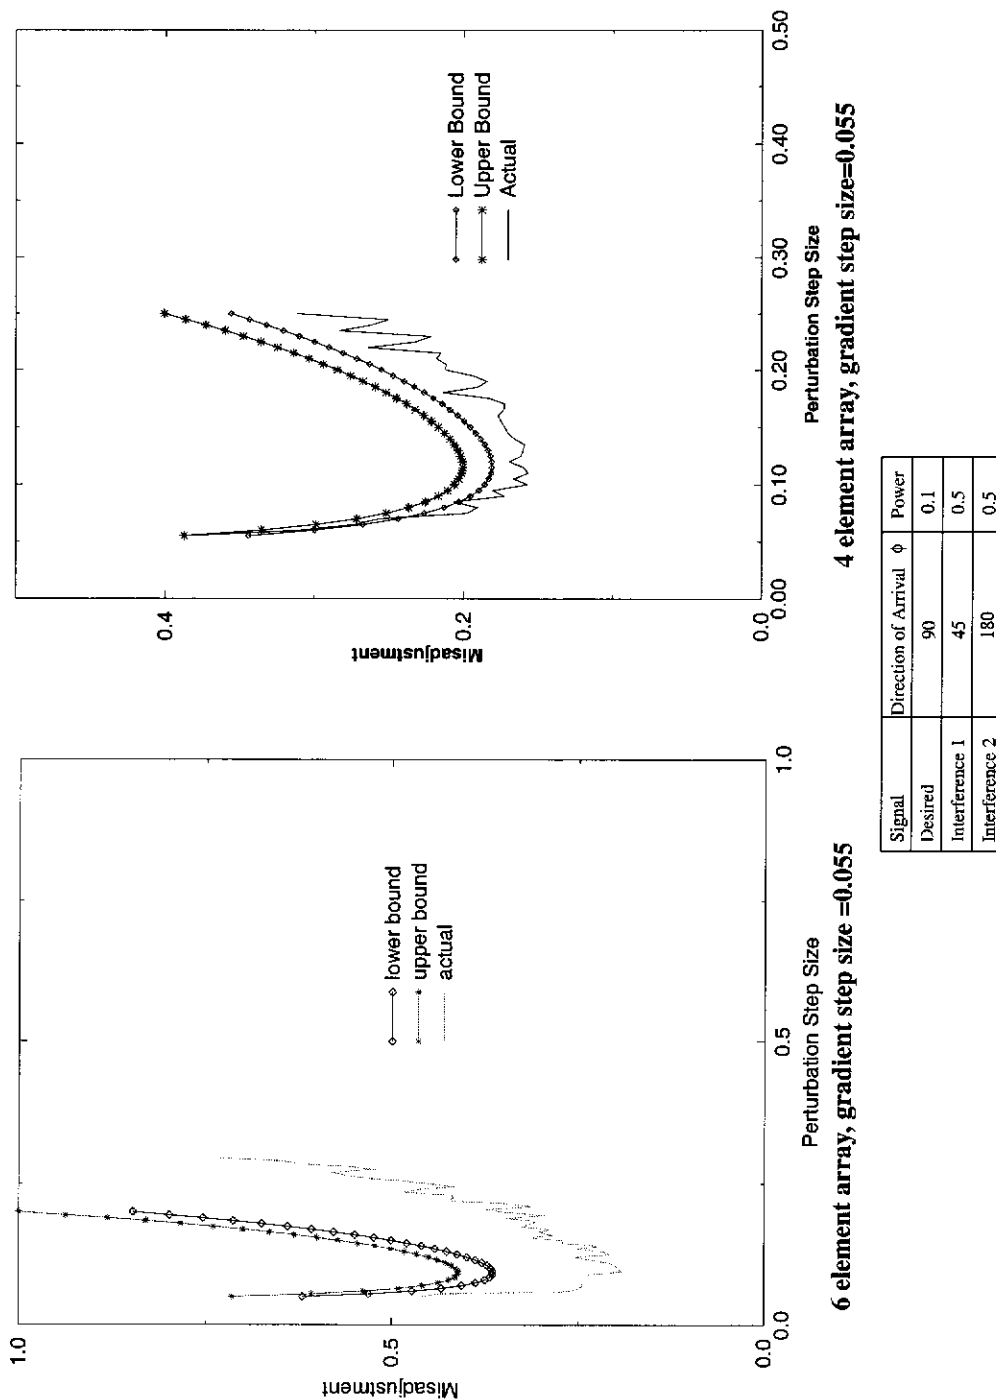 1.0
0.5
0.0
Misadjustment
0.0
0.5
1.0
Perturbation Step Size
lower bound
upper bound
actual
6 element array, gradient step size =0.055
0.4
0.2
0.0
Misadjustment
0.00
0.10
0.20
0.30
0.40
0.50
Perturbation Step Size
Lower Bound
Upper Bound
Actual
4 element array, gradient step size=0.055
Signal Direction of Arrival ϕ Power
Desired 90 0.1
Interference 1 45 0.5
Interference 2 180 0.5